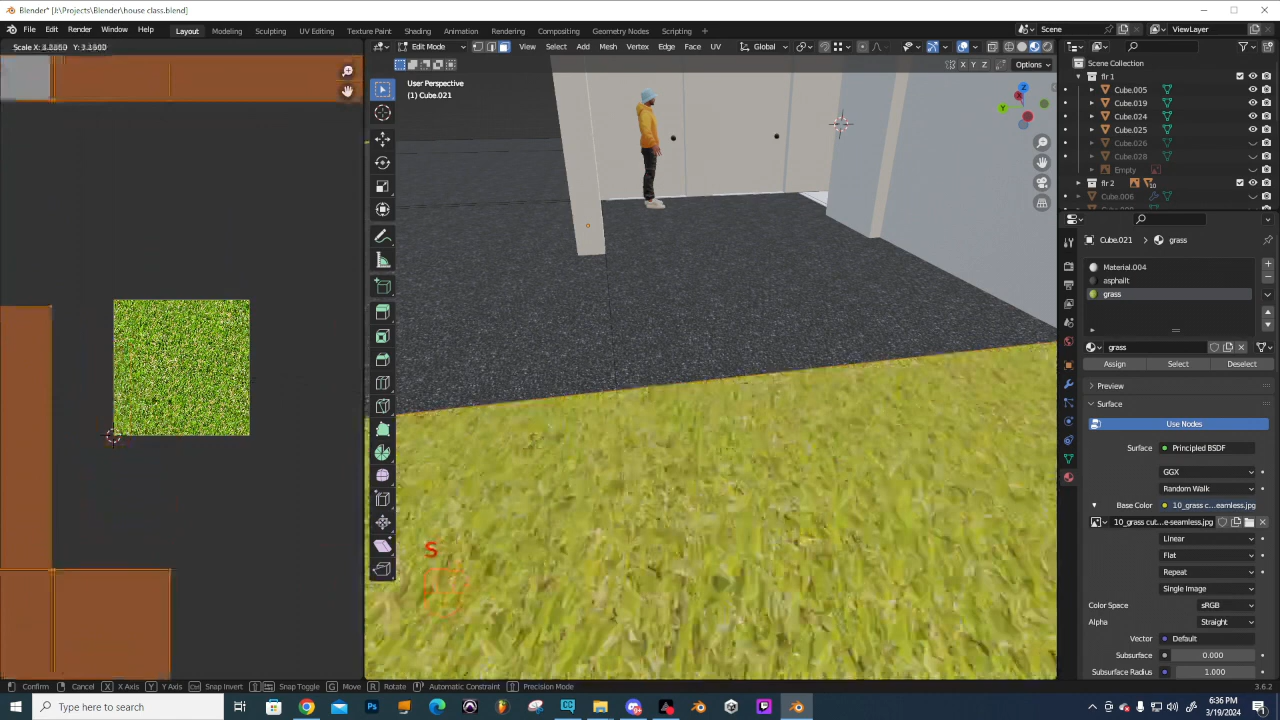 Blender* [J:\Projects\Blender\house class.blend]
File Edit Render Window Help Layout Modeling Sculpting UV Editing Texture Paint Shading Animation Rendering Compositing Geometry Nodes Scripting Scene ViewLayer
Edit Mode View Select Add Mesh Vertex Edge Face UV Global
X Y Z Options
User Perspective
(1) Cube.021
Scene Collection
flr 1
Cube.005
Cube.019
Cube.024
Cube.025
Cube.026
Cube.028
Empty
flr 2
Cube.006
Cube.021 grass
Material.004
asphailt
grass
grass
Assign Select Deselect
Preview
Surface
Use Nodes
Surface Principled BSDF
GGX
Random Walk
Base Color 10_grass c...eamless.jpg
10_grass cut...e-seamless.jpg
Linear
Flat
Repeat
Single Image
Color Space sRGB
Alpha Straight
Vector Default
Subsurface 0.000
Subsurface Radius 1.000
S
Confirm Cancel X X Axis Y Y Axis Snap Invert Snap Toggle G Move R Rotate Automatic Constraint Precision Mode 3.6.2
Type here to search
6:36 PM
3/19/2024